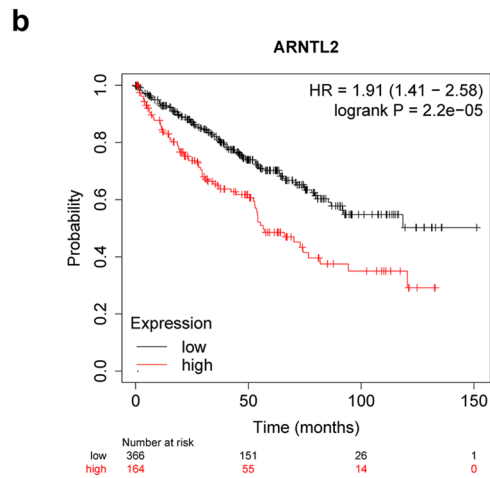 b
ARNTL2
HR = 1.91 (1.41 − 2.58)
logrank P = 2.2e−05
Probability
1.0
0.8
0.6
0.4
0.2
0.0
Expression
low
high
0 50 100 150
Time (months)
Number at risk
low 366 151 26 1
high 164 55 14 0